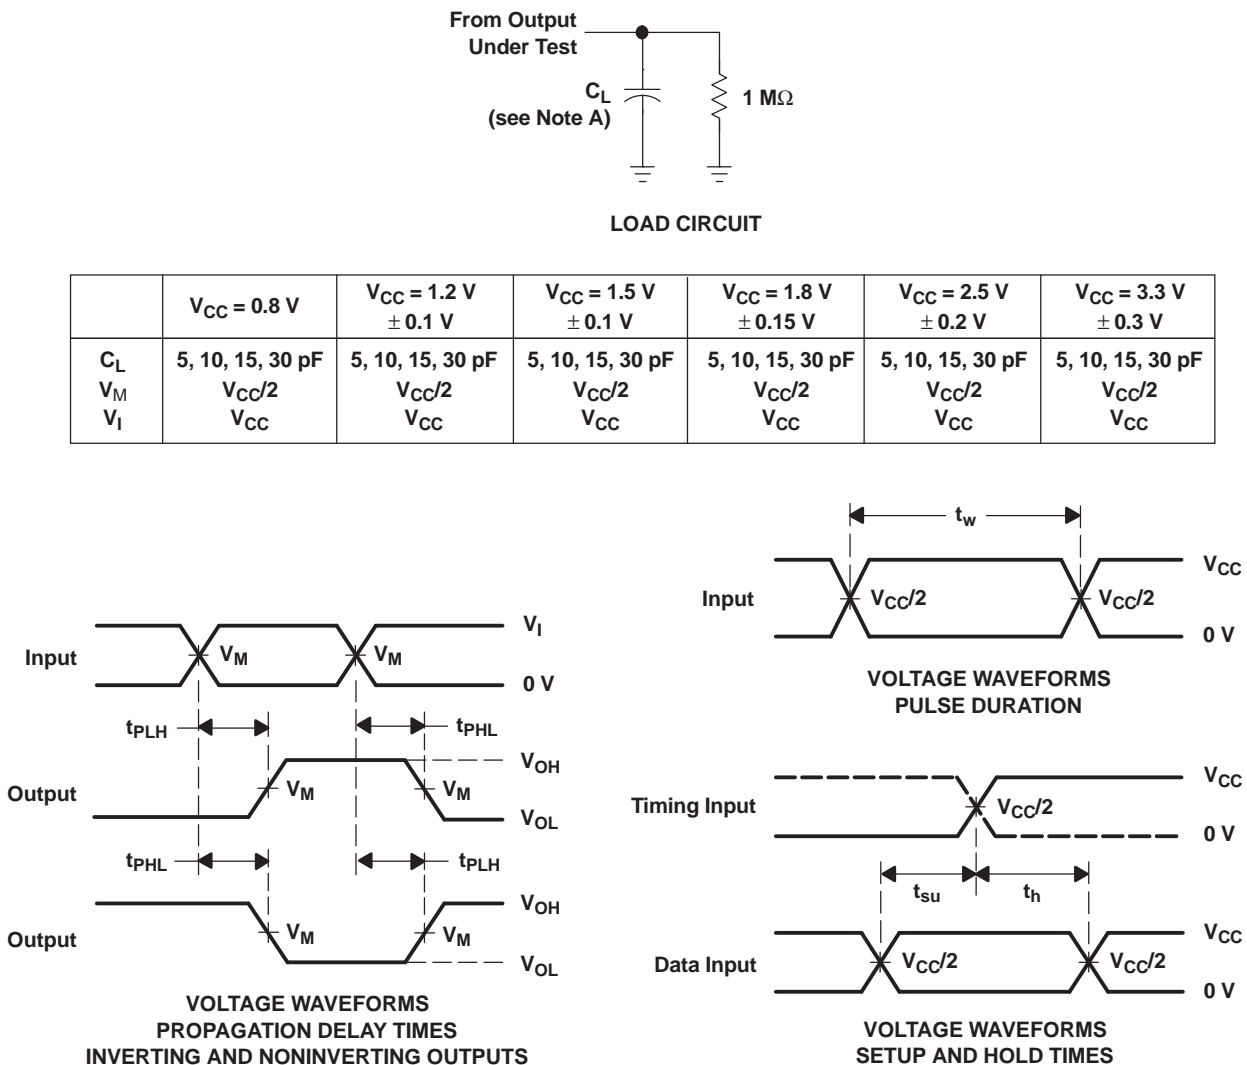 From Output
Under Test
CL
(see Note A)
1 MΩ
LOAD CIRCUIT
VCC = 0.8 V
VCC = 1.2 V
± 0.1 V
VCC = 1.5 V
± 0.1 V
VCC = 1.8 V
± 0.15 V
VCC = 2.5 V
± 0.2 V
VCC = 3.3 V
± 0.3 V
CL 5, 10, 15, 30 pF 5, 10, 15, 30 pF 5, 10, 15, 30 pF 5, 10, 15, 30 pF 5, 10, 15, 30 pF 5, 10, 15, 30 pF
VM VCC/2 VCC/2 VCC/2 VCC/2 VCC/2 VCC/2
VI VCC VCC VCC VCC VCC VCC
Input
VM
VM
VI
0 V
tPLH
tPHL
Output
VM
VM
VOH
VOL
tPHL
tPLH
Output
VM
VM
VOH
VOL
VOLTAGE WAVEFORMS
PROPAGATION DELAY TIMES
INVERTING AND NONINVERTING OUTPUTS
tw
Input
VCC/2
VCC/2
VCC
0 V
VOLTAGE WAVEFORMS
PULSE DURATION
Timing Input
VCC/2
VCC
0 V
tsu
th
Data Input
VCC/2
VCC/2
VCC
0 V
VOLTAGE WAVEFORMS
SETUP AND HOLD TIMES